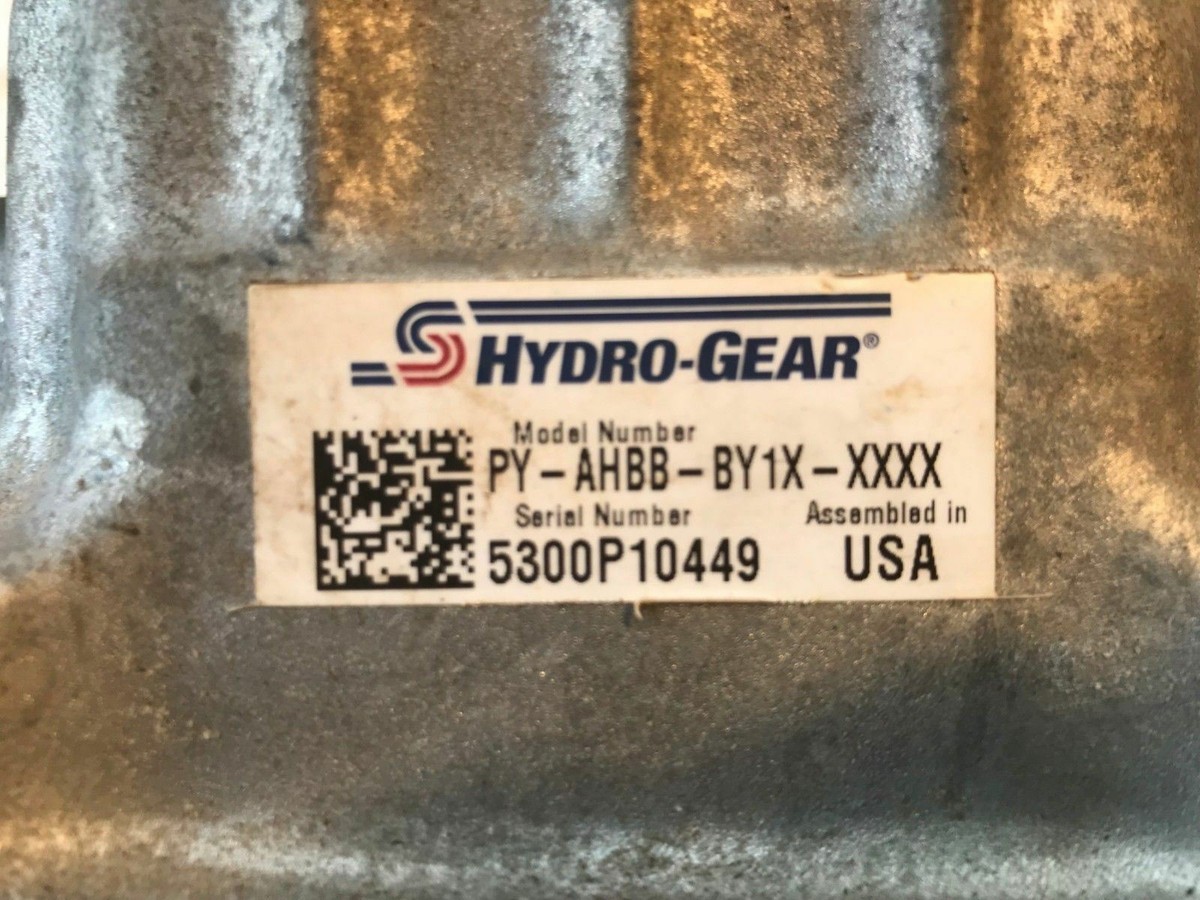 HYDRO-GEAR®
Model Number
PY-AHBB-BY1X-XXXX
Serial Number Assembled in
5300P10449 USA